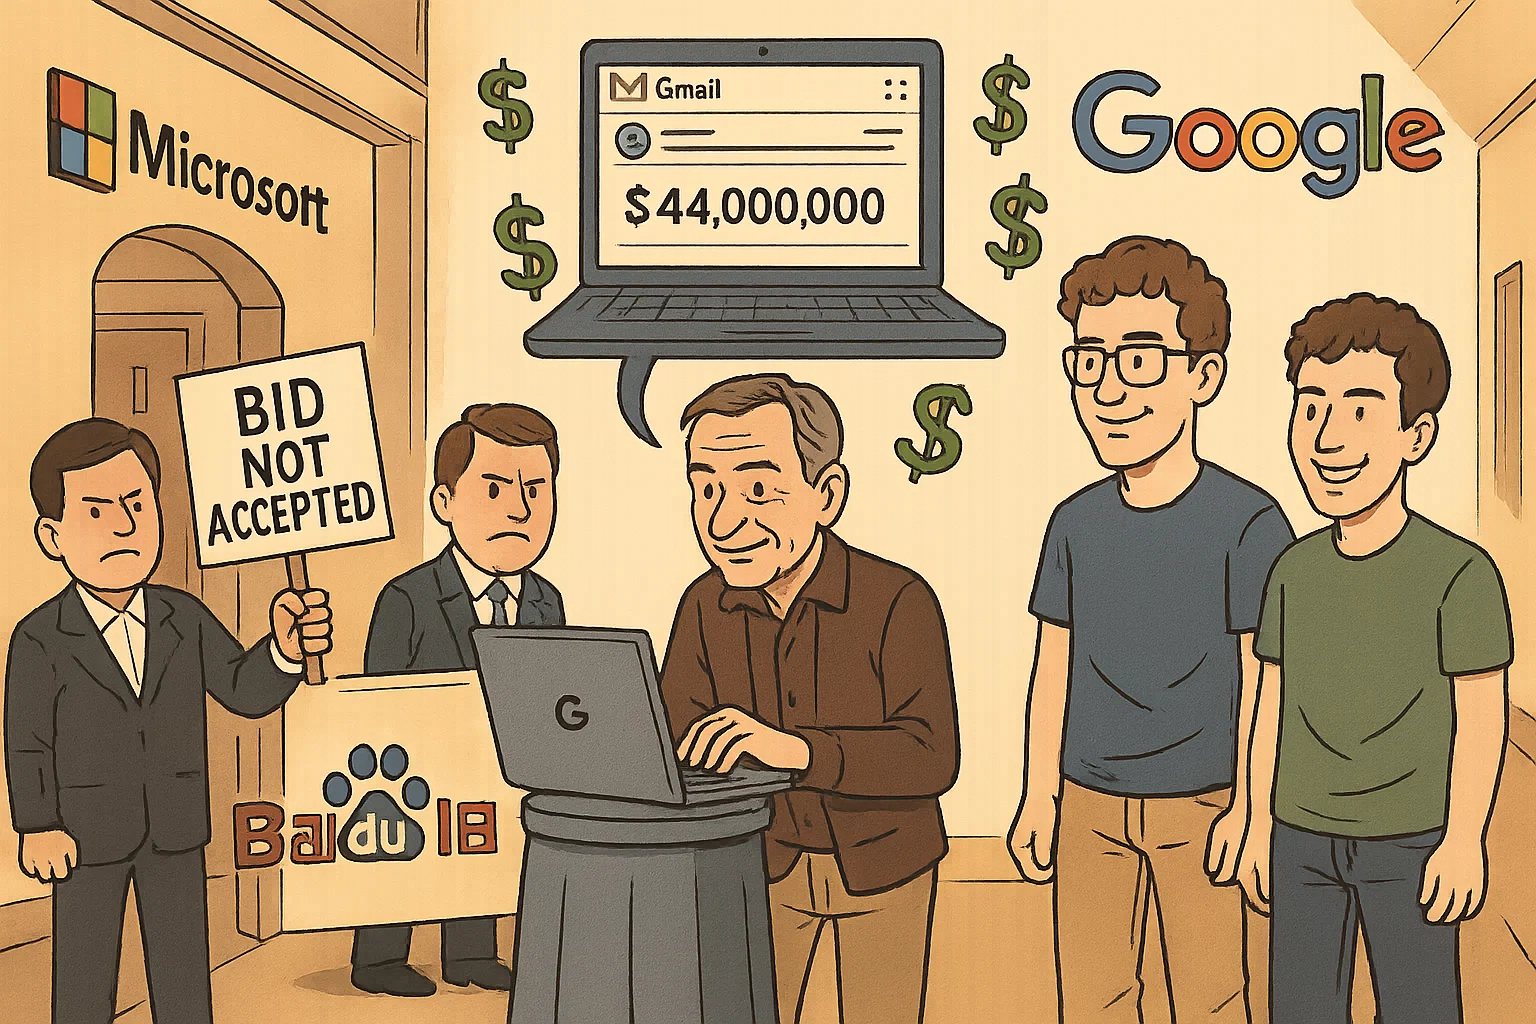 Microsoft
Gmail
$44,000,000
Google
BID
NOT
ACCEPTED
G
Baidu